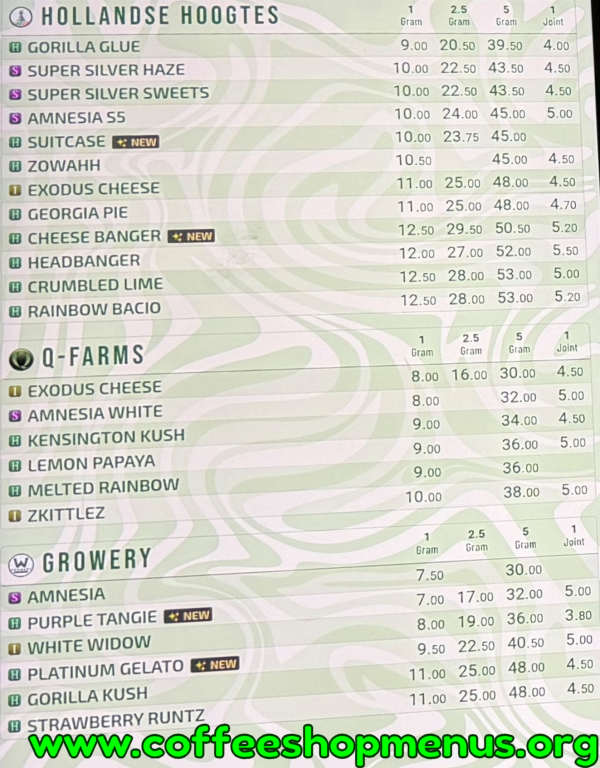 HOLLANDSE HOOGTES 1 Gram 2.5 Gram 5 Gram 1 Joint
H GORILLA GLUE 9.00 20.50 39.50 4.00
S SUPER SILVER HAZE 10.00 22.50 43.50 4.50
S SUPER SILVER SWEETS 10.00 22.50 43.50 4.50
S AMNESIA S5 10.00 24.00 45.00 5.00
H SUITCASE NEW 10.00 23.75 45.00
H ZOWAHH 10.50 45.00 4.50
I EXODUS CHEESE 11.00 25.00 48.00 4.50
H GEORGIA PIE 11.00 25.00 48.00 4.70
H CHEESE BANGER NEW 12.50 29.50 50.50 5.20
H HEADBANGER 12.00 27.00 52.00 5.50
H CRUMBLED LIME 12.50 28.00 53.00 5.00
H RAINBOW BACIO 12.50 28.00 53.00 5.20
Q-FARMS 1 Gram 2.5 Gram 5 Gram 1 Joint
I EXODUS CHEESE 8.00 16.00 30.00 4.50
S AMNESIA WHITE 8.00 32.00 5.00
H KENSINGTON KUSH 9.00 34.00 4.50
H LEMON PAPAYA 9.00 36.00 5.00
H MELTED RAINBOW 9.00 36.00
I ZKITTLEZ 10.00 38.00 5.00
W GROWERY 1 Gram 2.5 Gram 5 Gram 1 Joint
S AMNESIA 7.50 30.00
H PURPLE TANGIE NEW 7.00 17.00 32.00 5.00
I WHITE WIDOW 8.00 19.00 36.00 3.80
H PLATINUM GELATO NEW 9.50 22.50 40.50 5.00
H GORILLA KUSH 11.00 25.00 48.00 4.50
H STRAWBERRY RUNTZ 11.00 25.00 48.00 4.50
www.coffeeshopmenus.org